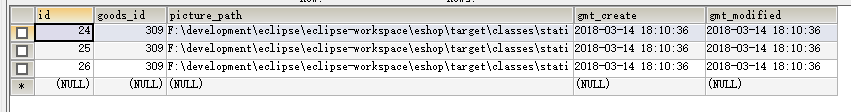 id goods_id picture_path gmt_create gmt_modified
24 309 F:\development\eclipse\eclipse-workspace\eshop\target\classes\stati 2018-03-14 18:10:36 2018-03-14 18:10:36
25 309 F:\development\eclipse\eclipse-workspace\eshop\target\classes\stati 2018-03-14 18:10:36 2018-03-14 18:10:36
26 309 F:\development\eclipse\eclipse-workspace\eshop\target\classes\stati 2018-03-14 18:10:36 2018-03-14 18:10:36
* (NULL) (NULL) (NULL) (NULL) (NULL)